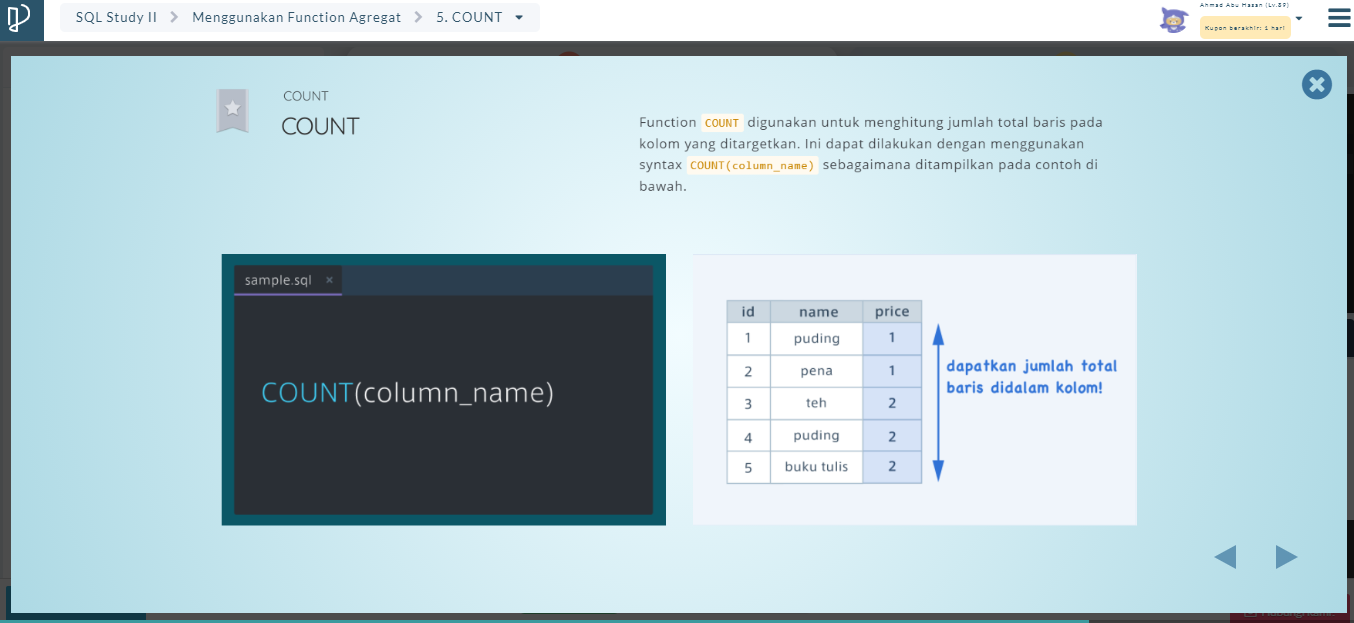 SQL Study II
Menggunakan Function Agregat
5. COUNT
Ahmad Abu Hasan (Lv.89)
Kupon berakhir: 1 hari
COUNT
COUNT
Function COUNT digunakan untuk menghitung jumlah total baris pada
kolom yang ditargetkan. Ini dapat dilakukan dengan menggunakan
syntax COUNT(column_name) sebagaimana ditampilkan pada contoh di
bawah.
sample.sql ×
COUNT(column_name)
id name price
1 puding 1
2 pena 1
3 teh 2
4 puding 2
5 buku tulis 2
dapatkan jumlah total
baris didalam kolom!